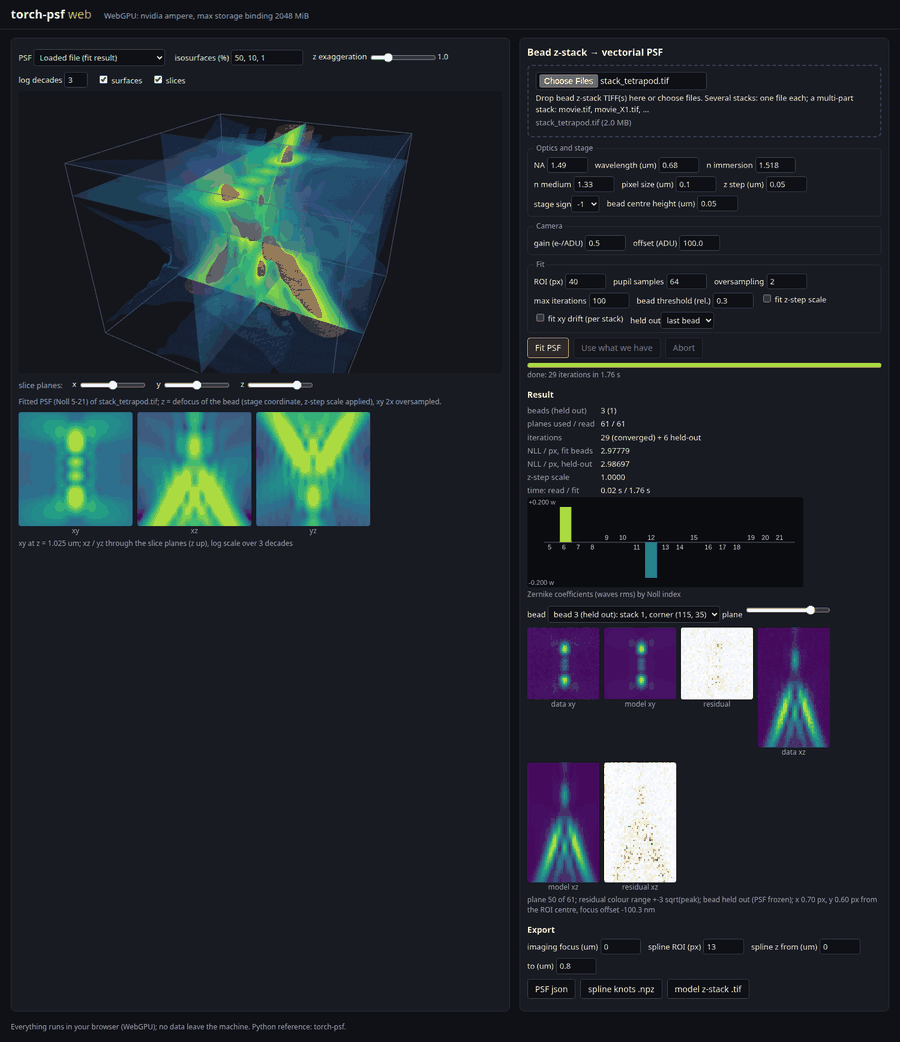 torch-psf web WebGPU: nvidia ampere, max storage binding 2048 MiB
PSF Loaded file (fit result) isosurfaces (%) 50, 10, 1 z exaggeration 1.0
log decades 3 surfaces slices
slice planes: x y z
Fitted PSF (Noll 5-21) of stack_tetrapod.tif; z = defocus of the bead (stage coordinate, z-step scale applied), xy 2x oversampled.
xy xz yz
xy at z = 1.025 um; xz / yz through the slice planes (z up), log scale over 3 decades
Bead z-stack → vectorial PSF
Choose Files stack_tetrapod.tif
Drop bead z-stack TIFF(s) here or choose files. Several stacks: one file each; a multi-part
stack: movie.tif, movie_X1.tif, ...
stack_tetrapod.tif (2.0 MB)
Optics and stage
NA 1.49 wavelength (um) 0.68 n immersion 1.518
n medium 1.33 pixel size (um) 0.1 z step (um) 0.05
stage sign -1 bead centre height (um) 0.05
Camera
gain (e-/ADU) 0.5 offset (ADU) 100.0
Fit
ROI (px) 40 pupil samples 64 oversampling 2
max iterations 100 bead threshold (rel.) 0.3 fit z-step scale
fit xy drift (per stack) held out last bead
Fit PSF Use what we have Abort
done: 29 iterations in 1.76 s
Result
beads (held out) 3 (1)
planes used / read 61 / 61
iterations 29 (converged) + 6 held-out
NLL / px, fit beads 2.97779
NLL / px, held-out 2.98697
z-step scale 1.0000
time: read / fit 0.02 s / 1.76 s
+0.200 w
9 10 12 15 19 20 21
5 6 7 8 11 13 14 16 17 18
-0.200 w
Zernike coefficients (waves rms) by Noll index
bead bead 3 (held out): stack 1, corner (115, 35) plane
data xy model xy residual
data xz
model xz residual xz
plane 50 of 61; residual colour range +-3 sqrt(peak); bead held out (PSF frozen); x 0.70 px, y 0.60 px from
the ROI centre, focus offset -100.3 nm
Export
imaging focus (um) 0 spline ROI (px) 13 spline z from (um) 0
to (um) 0.8
PSF json spline knots .npz model z-stack .tif
Everything runs in your browser (WebGPU); no data leave the machine. Python reference: torch-psf.